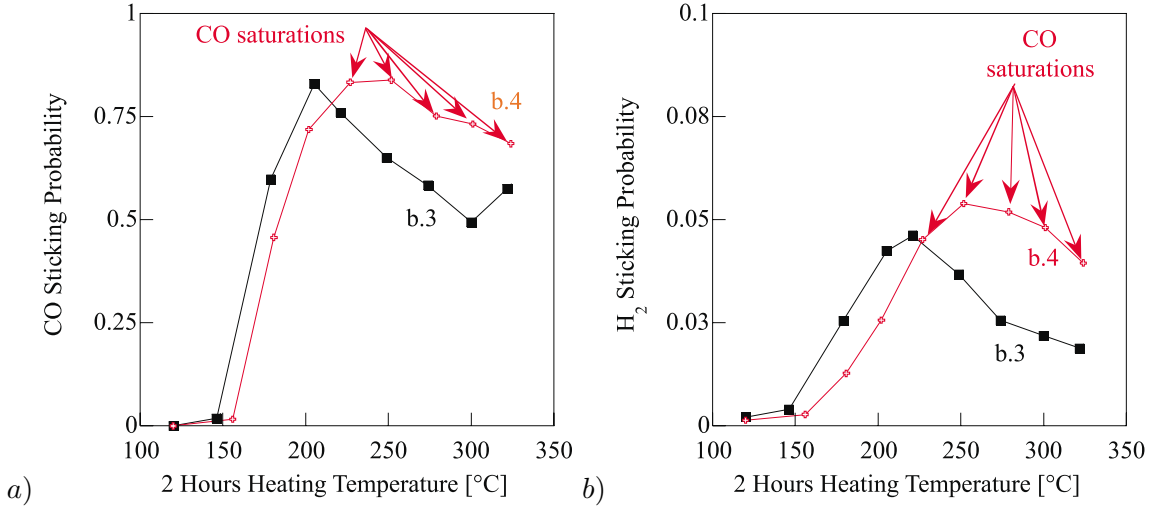 CO saturations
b.4
b.3
CO Sticking Probability
1
0.75
0.5
0.25
0
100 150 200 250 300 350
2 Hours Heating Temperature [°C]
a)
CO
saturations
b.4
b.3
H2 Sticking Probability
0.1
0.08
0.05
0.03
0
100 150 200 250 300 350
2 Hours Heating Temperature [°C]
b)